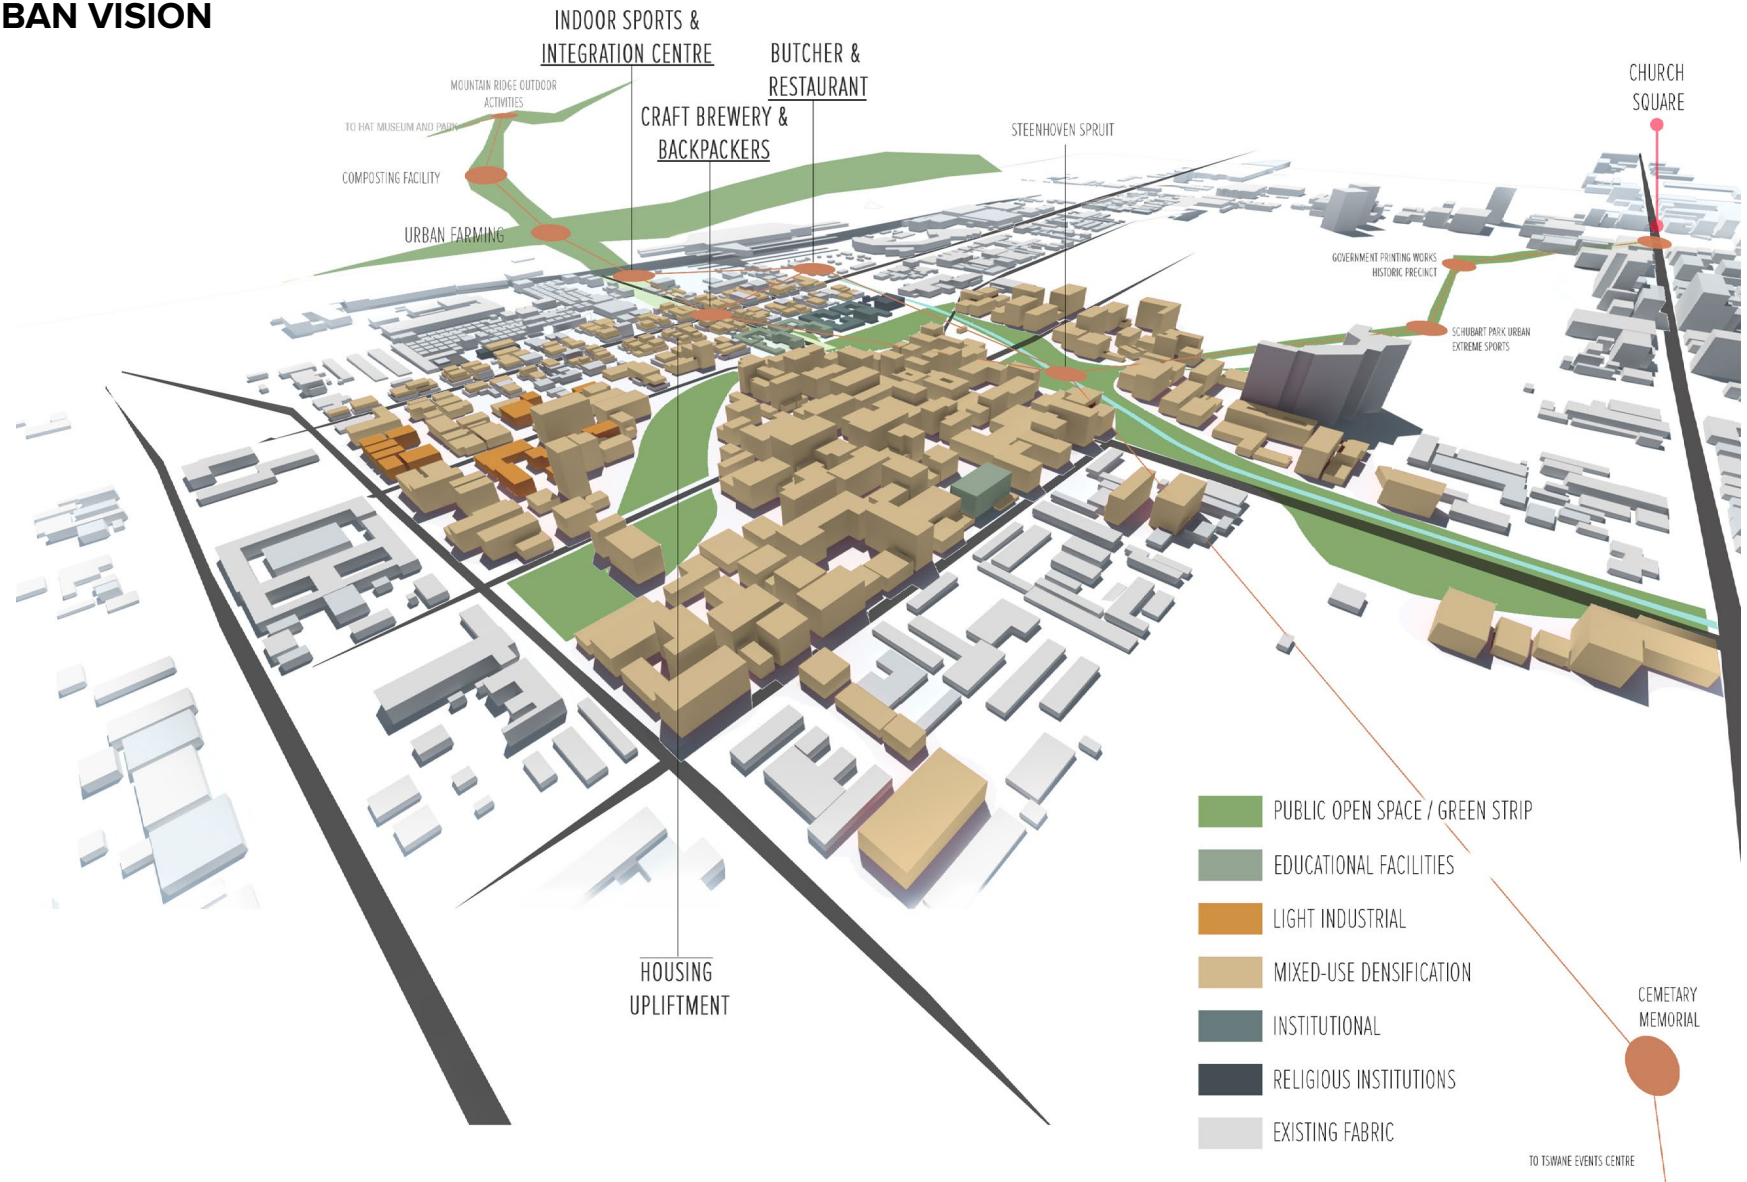 BAN VISION
INDOOR SPORTS &
INTEGRATION CENTRE
BUTCHER &
RESTAURANT
CRAFT BREWERY &
BACKPACKERS
MOUNTAIN RIDGE OUTDOOR
ACTIVITIES
TO HAT MUSEUM AND PARK
COMPOSTING FACILITY
URBAN FARMING
STEENHOVEN SPRUIT
CHURCH
SQUARE
GOVERNMENT PRINTING WORKS
HISTORIC PRECINCT
SCHUBART PARK URBAN
EXTREME SPORTS
HOUSING
UPLIFTMENT
PUBLIC OPEN SPACE / GREEN STRIP
EDUCATIONAL FACILITIES
LIGHT INDUSTRIAL
MIXED-USE DENSIFICATION
INSTITUTIONAL
RELIGIOUS INSTITUTIONS
EXISTING FABRIC
CEMETARY
MEMORIAL
TO TSWANE EVENTS CENTRE